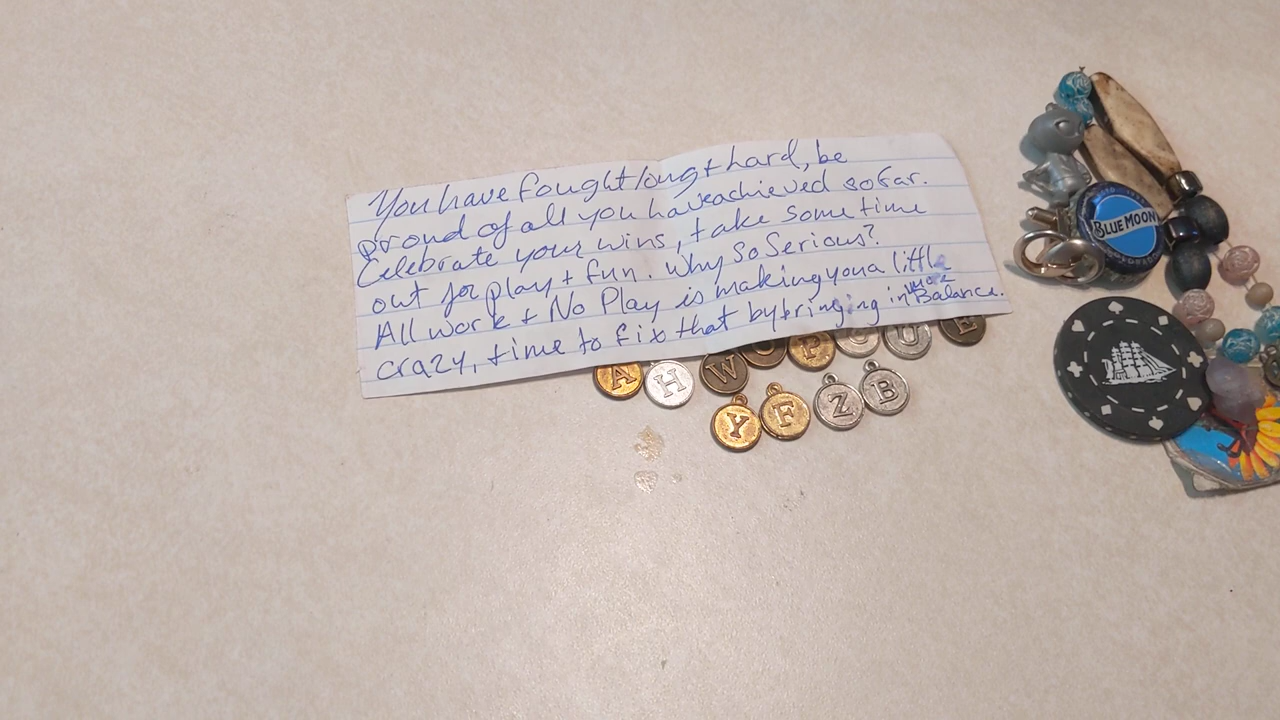 You have fought long + hard, be
proud of all you have achieved so far.
Celebrate your wins, take some time
out for play + fun. Why So Serious?
All work + No Play is making you a little
crazy, time to fix that by bringing in more Balance.
A H W O P U E
Y F Z B
BLUE MOON